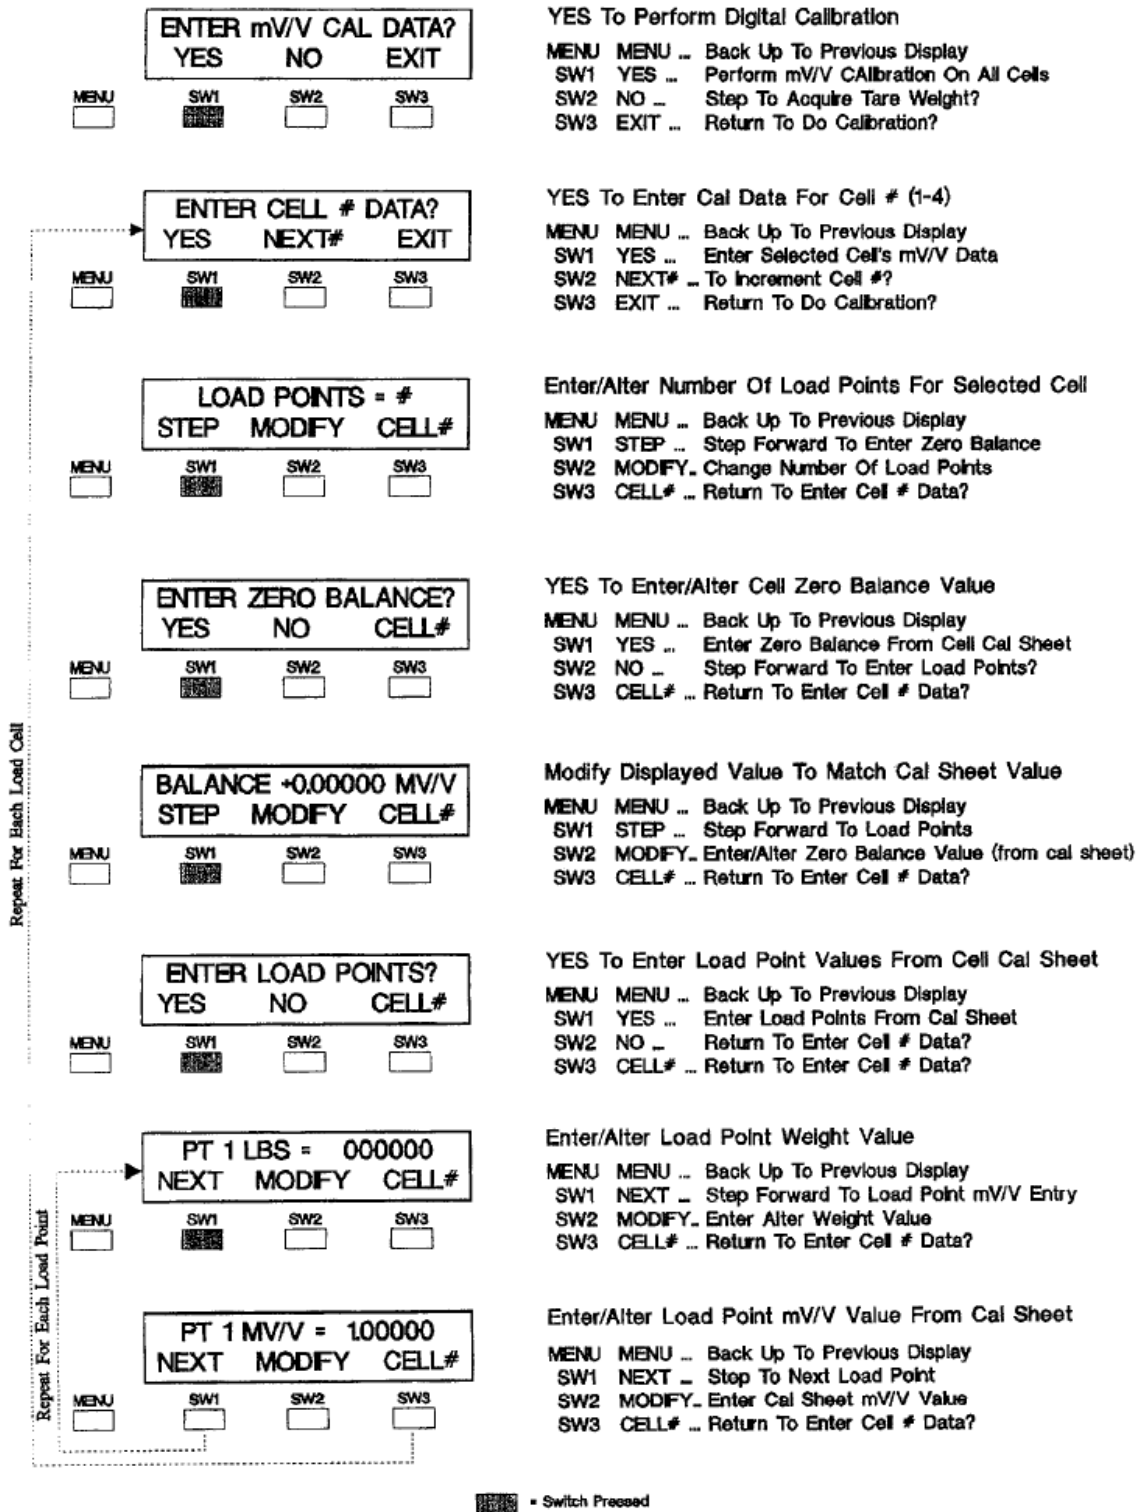 ENTER mV/V CAL DATA?
YES NO EXIT
MENU SW1 SW2 SW3
YES To Perform Digital Calibration
MENU MENU ... Back Up To Previous Display
SW1 YES ... Perform mV/V CAlbration On All Cells
SW2 NO ... Step To Acquire Tare Weight?
SW3 EXIT ... Return To Do Calibration?
ENTER CELL # DATA?
YES NEXT# EXIT
MENU SW1 SW2 SW3
YES To Enter Cal Data For Cell # (1-4)
MENU MENU ... Back Up To Previous Display
SW1 YES ... Enter Selected Cell's mV/V Data
SW2 NEXT# ... To Increment Cell #?
SW3 EXIT ... Return To Do Calibration?
LOAD POINTS = #
STEP MODIFY CELL#
MENU SW1 SW2 SW3
Enter/Alter Number Of Load Points For Selected Cell
MENU MENU ... Back Up To Previous Display
SW1 STEP ... Step Forward To Enter Zero Balance
SW2 MODIFY... Change Number Of Load Points
SW3 CELL# ... Return To Enter Cell # Data?
ENTER ZERO BALANCE?
YES NO CELL#
MENU SW1 SW2 SW3
YES To Enter/Alter Cell Zero Balance Value
MENU MENU ... Back Up To Previous Display
SW1 YES ... Enter Zero Balance From Cell Cal Sheet
SW2 NO ... Step Forward To Enter Load Points?
SW3 CELL# ... Return To Enter Cell # Data?
BALANCE +0.00000 MV/V
STEP MODIFY CELL#
MENU SW1 SW2 SW3
Modify Displayed Value To Match Cal Sheet Value
MENU MENU ... Back Up To Previous Display
SW1 STEP ... Step Forward To Load Points
SW2 MODIFY... Enter/Alter Zero Balance Value (from cal sheet)
SW3 CELL# ... Return To Enter Cell # Data?
ENTER LOAD POINTS?
YES NO CELL#
MENU SW1 SW2 SW3
YES To Enter Load Point Values From Cell Cal Sheet
MENU MENU ... Back Up To Previous Display
SW1 YES ... Enter Load Points From Cal Sheet
SW2 NO ... Return To Enter Cell # Data?
SW3 CELL# ... Return To Enter Cell # Data?
PT 1 LBS = 000000
NEXT MODIFY CELL#
MENU SW1 SW2 SW3
Enter/Alter Load Point Weight Value
MENU MENU ... Back Up To Previous Display
SW1 NEXT ... Step Forward To Load Point mV/V Entry
SW2 MODIFY... Enter Alter Weight Value
SW3 CELL# ... Return To Enter Cell # Data?
PT 1 MV/V = 1.00000
NEXT MODIFY CELL#
MENU SW1 SW2 SW3
Enter/Alter Load Point mV/V Value From Cal Sheet
MENU MENU ... Back Up To Previous Display
SW1 NEXT ... Step To Next Load Point
SW2 MODIFY... Enter Cal Sheet mV/V Value
SW3 CELL# ... Return To Enter Cell # Data?
Repeat For Each Load Cell
Repeat For Each Load Point
= Switch Pressed